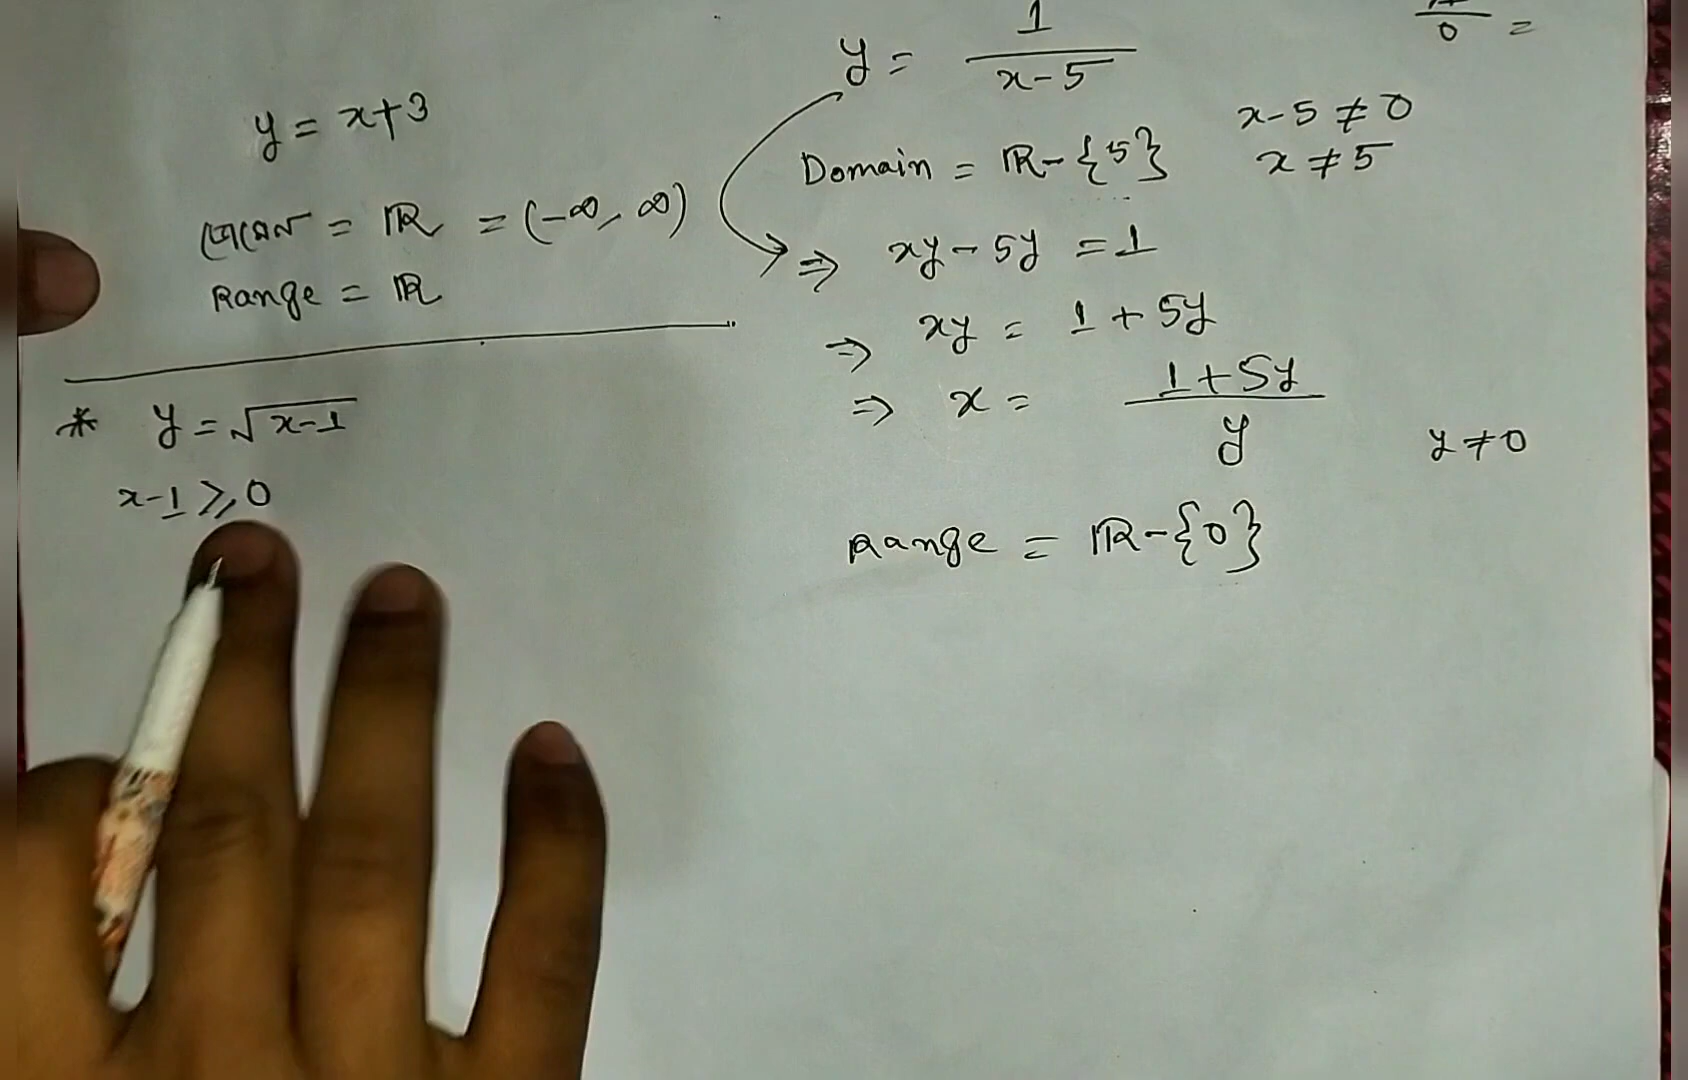 y = x+3
ডোমেন = ℝ = (-∞, ∞)
Range = ℝ
* y = √x-1
x-1 ≥ 0
y = 1/(x-5)
Domain = ℝ-{5}
x-5 ≠ 0
x ≠ 5
⇒ xy - 5y = 1
⇒ xy = 1 + 5y
⇒ x = (1+5y)/y
y ≠ 0
Range = ℝ-{0}